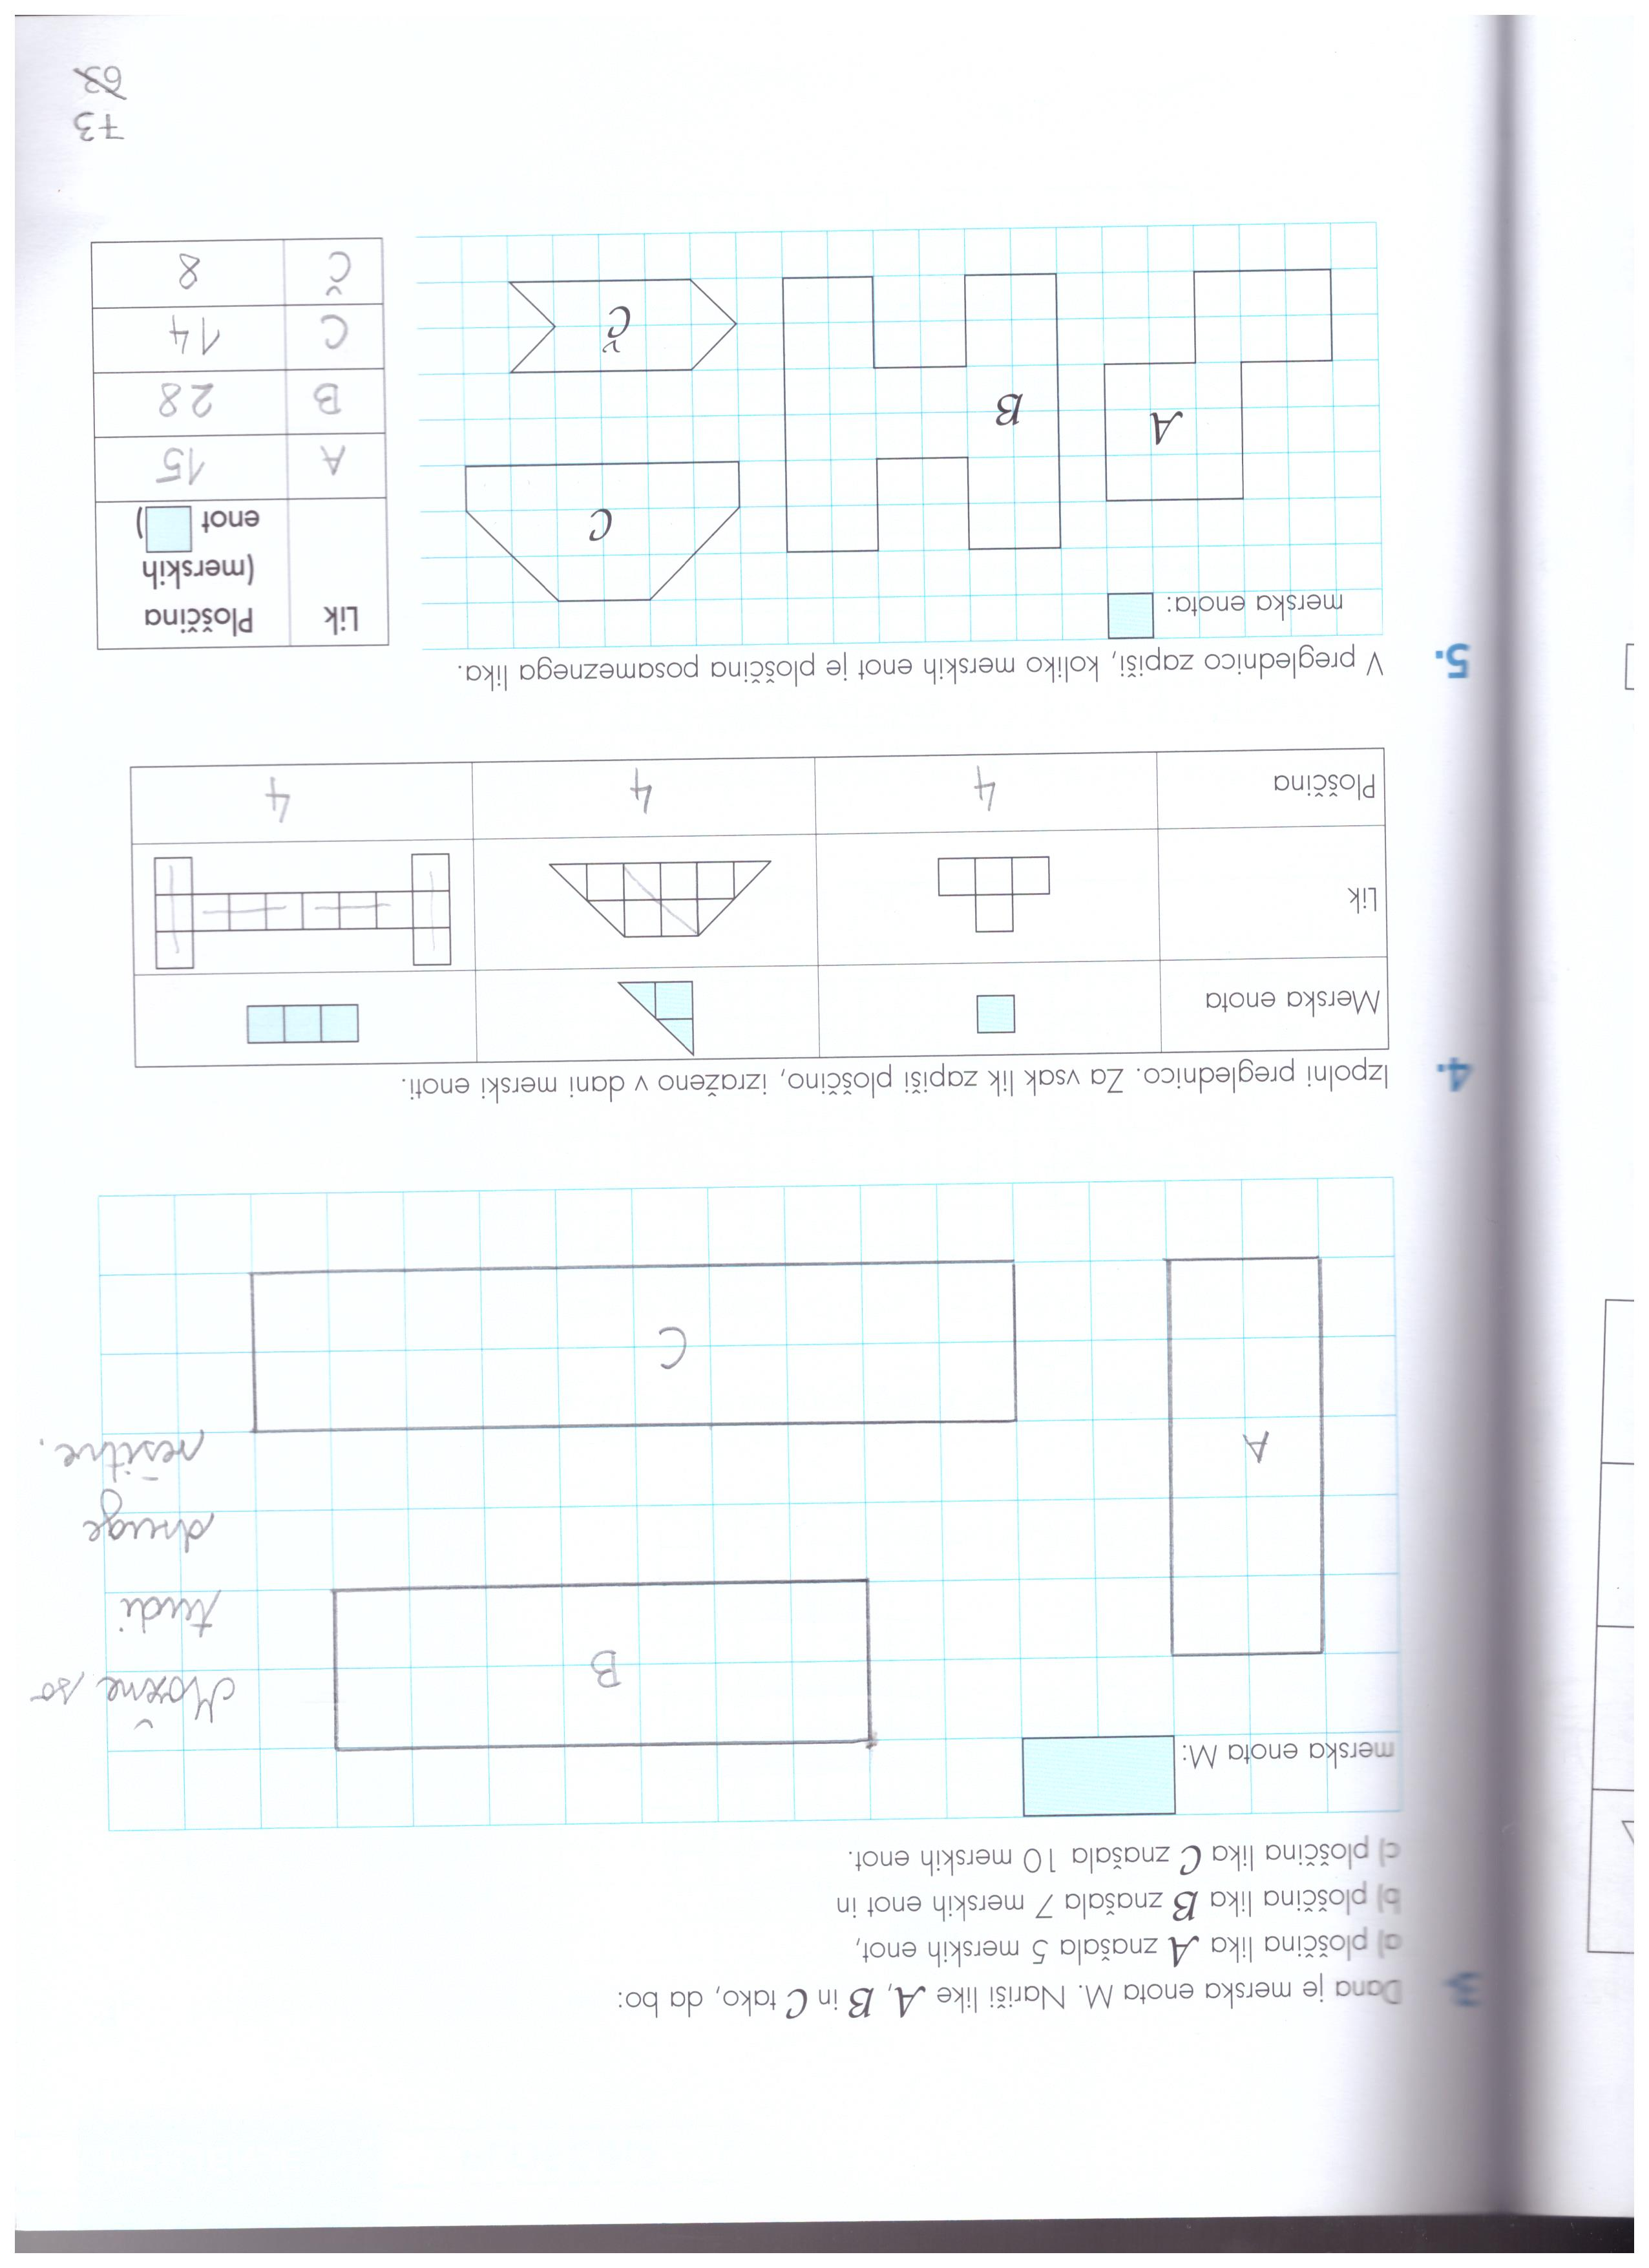 3.
Dana je merska enota M. Nariši like A, B in C tako, da bo:
a) ploščina lika A znašala 5 merskih enot,
b) ploščina lika B znašala 7 merskih enot in
c) ploščina lika C znašala 10 merskih enot.
merska enota M:
B
Možne so
tudi
druge
rešitve.
A
C
4. Izpolni preglednico. Za vsak lik zapiši ploščino, izraženo v dani merski enoti.
Merska enota
Lik
Ploščina 4 4 4
5. V preglednico zapiši, koliko merskih enot je ploščina posameznega lika.
merska enota:
A
B
C
Č
Lik Ploščina
(merskih
enot )
A 15
B 28
C 14
Č 8
73